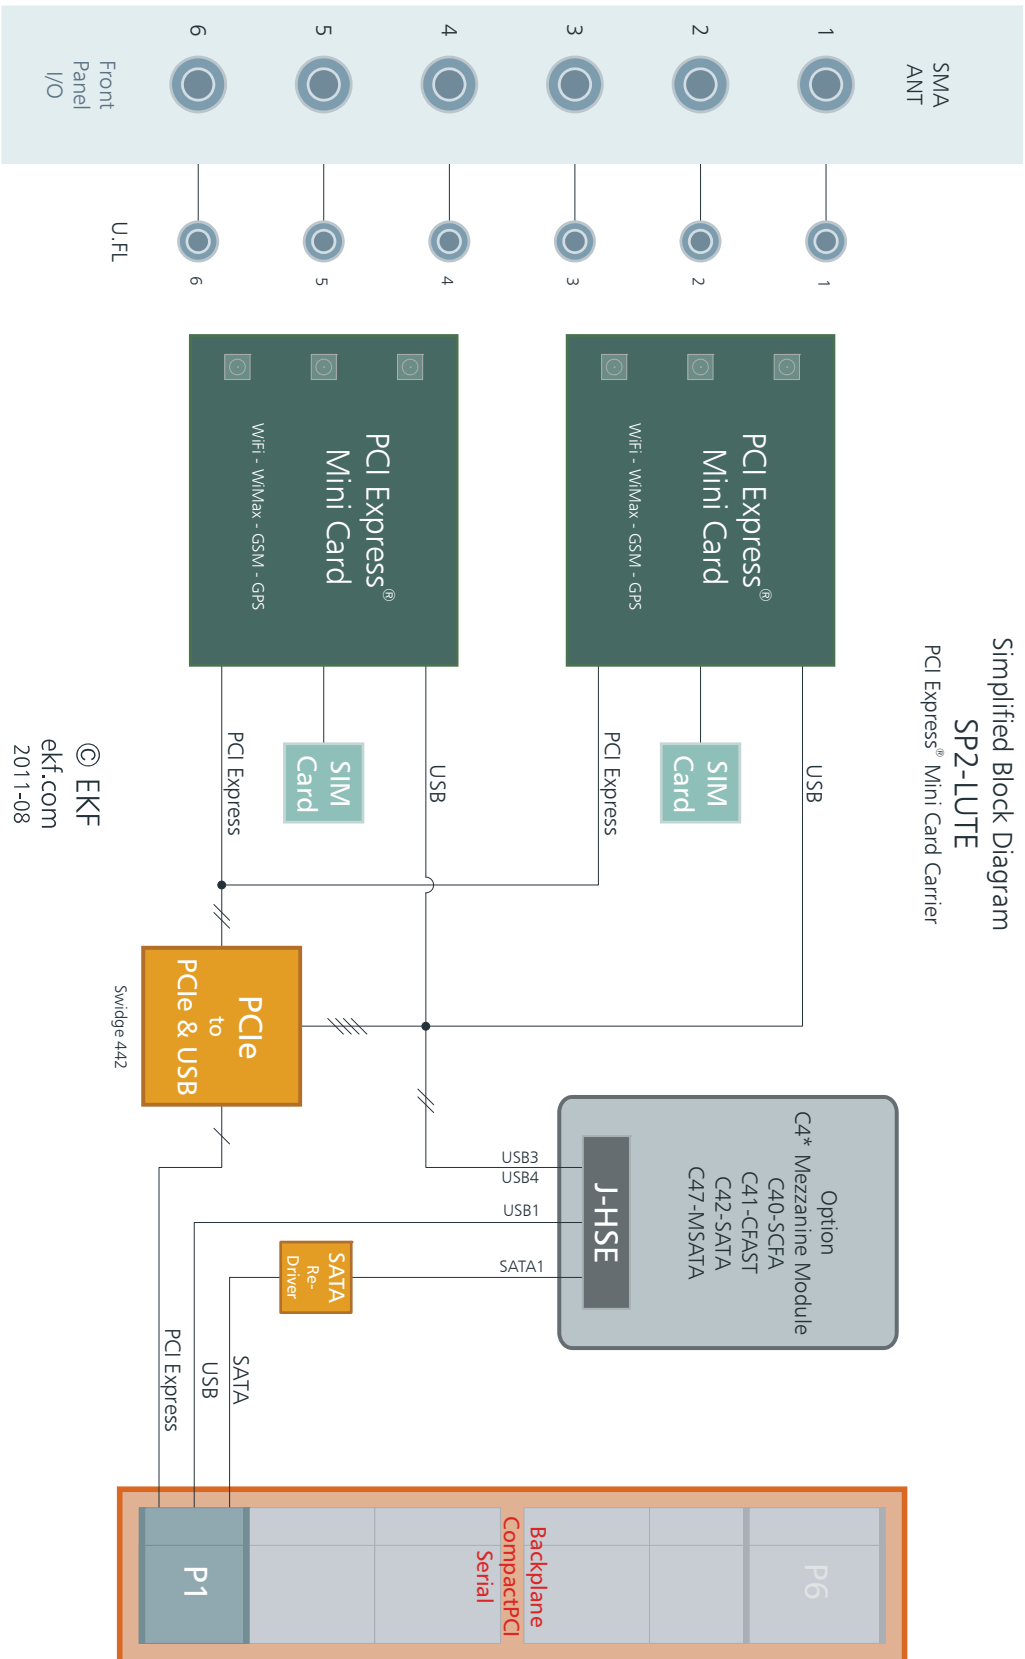 Simplified Block Diagram
SP2-LUTE
PCI Express® Mini Card Carrier
SMA
ANT
1
2
3
4
5
6
Front
Panel
I/O
1
2
3
4
5
6
U.FL
PCI Express®
Mini Card
WiFi - WiMax - GSM - GPS
PCI Express®
Mini Card
WiFi - WiMax - GSM - GPS
USB
SIM
Card
PCI Express
USB
SIM
Card
PCI Express
© EKF
ekf.com
2011-08
PCIe
to
PCIe & USB
Swidge 442
Option
C4* Mezzanine Module
C40-SCFA
C41-CFAST
C42-SATA
C47-MSATA
J-HSE
USB3
USB4
USB1
SATA1
SATA
Re-
Driver
SATA
USB
PCI Express
P6
Backplane
CompactPCI
Serial
P1